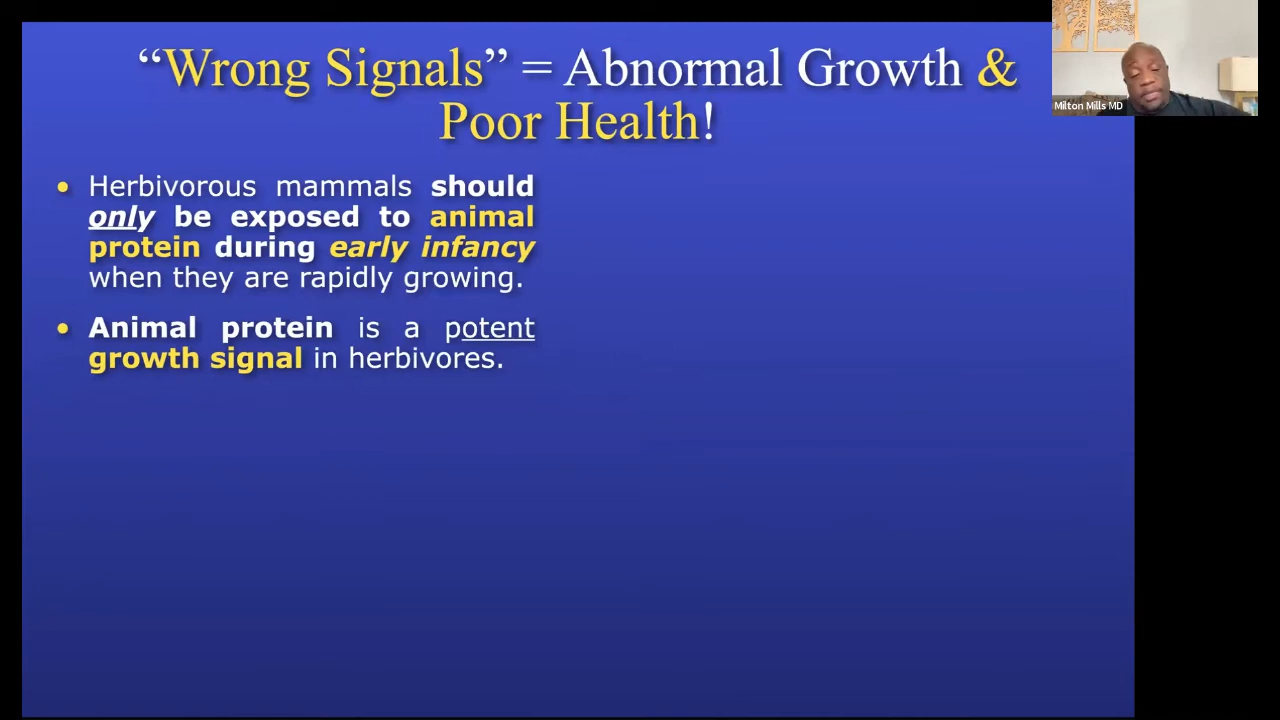 “Wrong Signals” = Abnormal Growth &
Poor Health!
Milton Mills MD
• Herbivorous mammals should
only be exposed to animal
protein during early infancy
when they are rapidly growing.
• Animal protein is a potent
growth signal in herbivores.